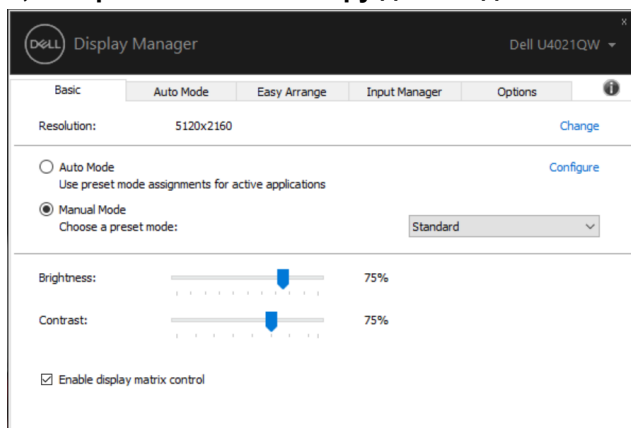 x
DELL Display Manager Dell U4021QW
Basic Auto Mode Easy Arrange Input Manager Options i
Resolution: 5120x2160 Change
Auto Mode Configure
Use preset mode assignments for active applications
Manual Mode
Choose a preset mode: Standard
Brightness: 75%
Contrast: 75%
Enable display matrix control